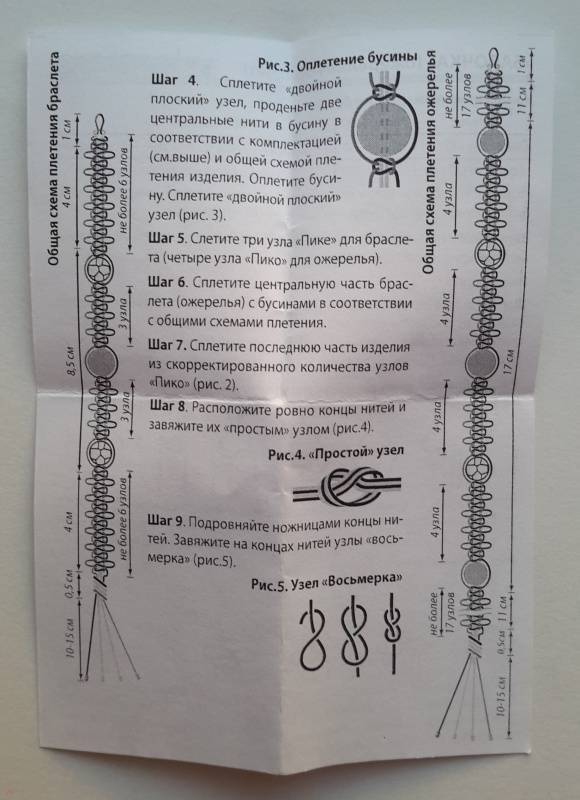 Общая схема плетения браслета
1 см
4 см
не более 6 узлов
3 узла
8,5 см
3 узла
4 см
не более 6 узлов
0,5 см
10-15 см
Рис.3. Оплетение бусины
Шаг 4. Сплетите «двойной
плоский» узел, проденьте две
центральные нити в бусину в
соответствии с комплектацией
(см.выше) и общей схемой пле-
тения изделия. Оплетите буси-
ну. Сплетите «двойной плоский»
узел (рис. 3).
Шаг 5. Слетите три узла «Пике» для брасле-
та (четыре узла «Пико» для ожерелья).
Шаг 6. Сплетите центральную часть брас-
лета (ожерелья) с бусинами в соответствии
с общими схемами плетения.
Шаг 7. Сплетите последнюю часть изделия
из скорректированного количества узлов
«Пико» (рис. 2).
Шаг 8. Расположите ровно концы нитей и
завяжите их «простым» узлом (рис.4).
Рис.4. «Простой» узел
Шаг 9. Подровняйте ножницами концы ни-
тей. Завяжите на концах нитей узлы «вось-
мерка» (рис.5).
Рис.5. Узел «Восьмерка»
Общая схема плетения ожерелья
1 см
не более
17 узлов
11 см
4 узла
4 узла
17 см
4 узла
4 узла
не более
17 узлов
11 см
0,5см
10-15 см